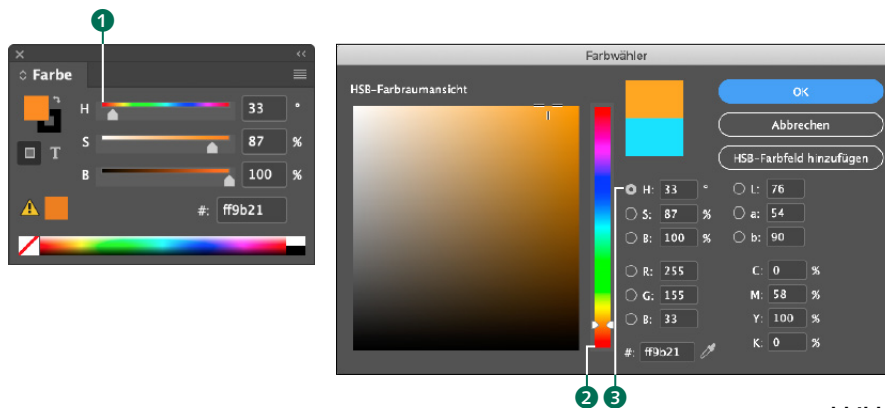 1
Farbe
H 33 °
S 87 %
B 100 %
T
#: ff9b21
Farbwähler
HSB-Farbraumansicht
OK
Abbrechen
HSB-Farbfeld hinzufügen
H: 33 ° L: 76
S: 87 % a: 54
B: 100 % b: 90
R: 255 C: 0 %
G: 155 M: 58 %
B: 33 Y: 100 %
#: ff9b21 K: 0 %
2 3